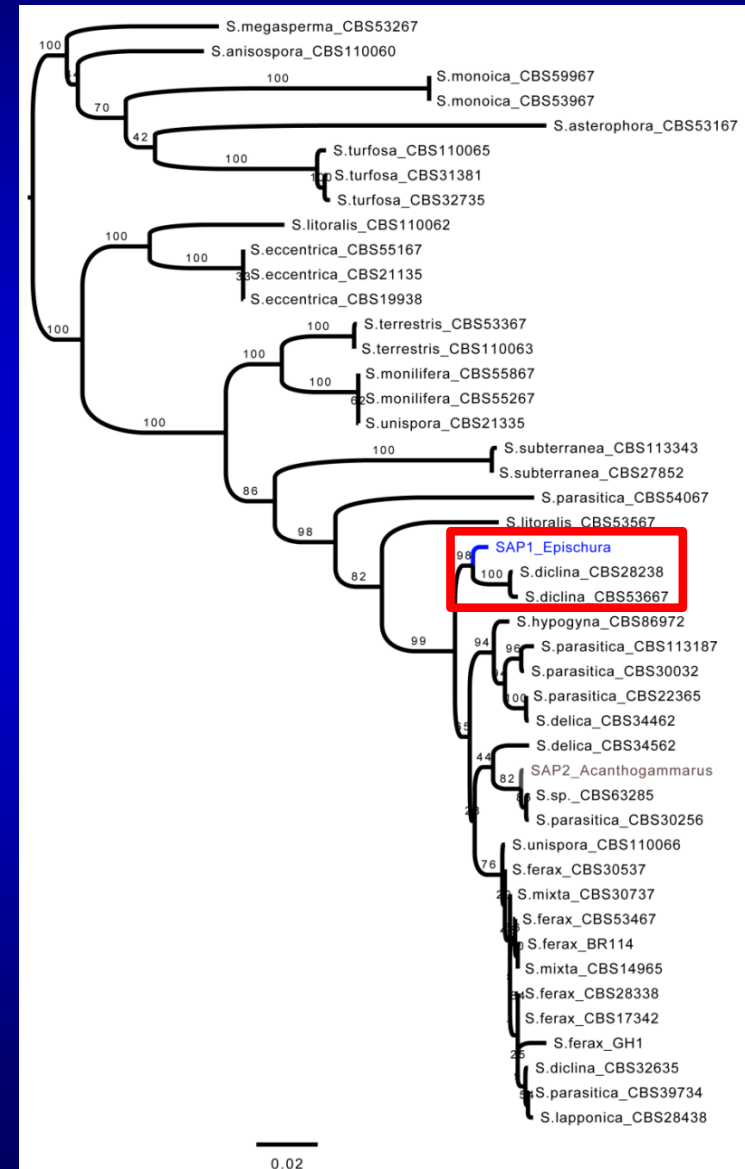 S.megasperma_CBS53267
100
S.anisospora_CBS110060
100
S.monoica_CBS59967
70
S.monoica_CBS53967
42
S.asterophora_CBS53167
S.turfosa_CBS110065
100
S.turfosa_CBS31381
S.turfosa_CBS32735
S.litoralis_CBS110062
100
S.eccentrica_CBS55167
100
S.eccentrica_CBS21135
S.eccentrica_CBS19938
S.terrestris_CBS53367
100
100
S.terrestris_CBS110063
100
S.monilifera_CBS55867
100
S.monilifera_CBS55267
62
S.unispora_CBS21335
100
S.subterranea_CBS113343
100
S.subterranea_CBS27852
86
S.parasitica_CBS54067
98
S.litoralis_CBS53567
82
SAP1_Epischura
98
S.diclina_CBS28238
100
S.diclina_CBS53667
S.hypogyna_CBS86972
99
94
S.parasitica_CBS113187
96
S.parasitica_CBS30032
S.parasitica_CBS22365
100
S.delica_CBS34462
S.delica_CBS34562
44
SAP2_Acanthogammarus
82
S.sp._CBS63285
S.parasitica_CBS30256
S.unispora_CBS110066
76
S.ferax_CBS30537
S.mixta_CBS30737
S.ferax_CBS53467
S.ferax_BR114
S.mixta_CBS14965
S.ferax_CBS28338
S.ferax_CBS17342
S.ferax_GH1
25
S.diclina_CBS32635
S.parasitica_CBS39734
S.lapponica_CBS28438
0.02